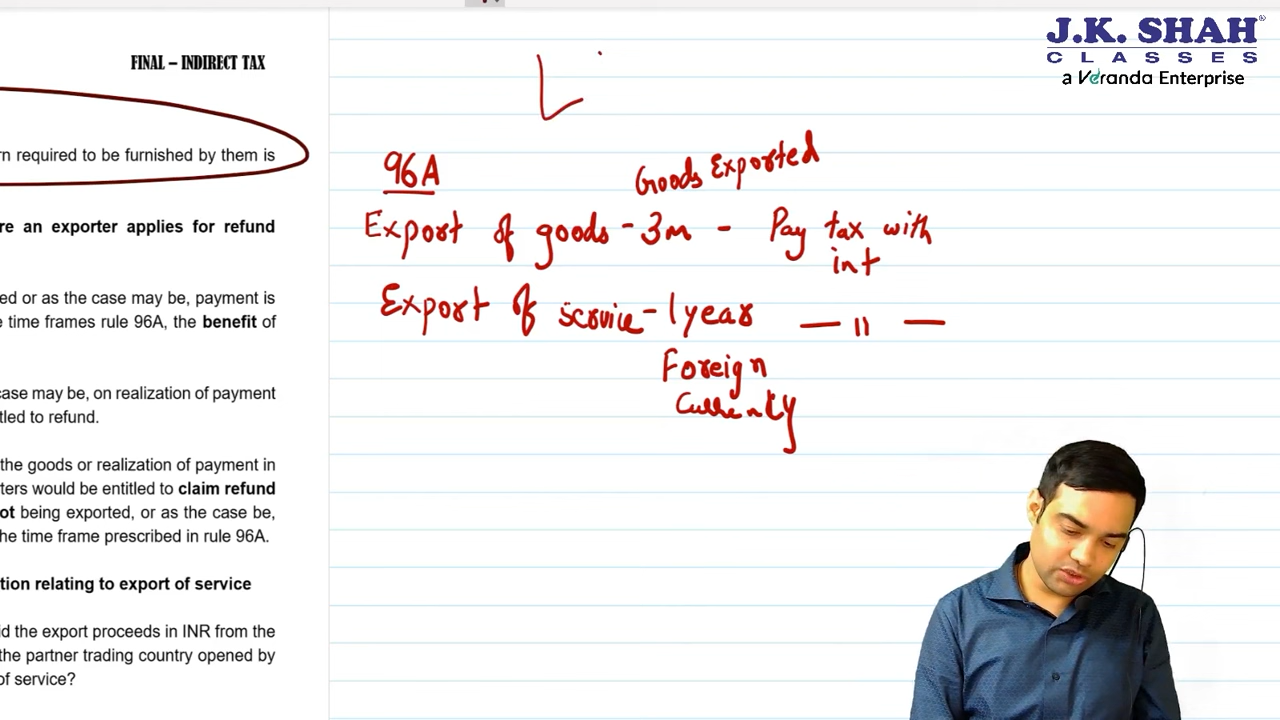 FINAL – INDIRECT TAX
rn required to be furnished by them is
re an exporter applies for refund
ed or as the case may be, payment is
e time frames rule 96A, the benefit of
case may be, on realization of payment
tled to refund.
the goods or realization of payment in
ters would be entitled to claim refund
ot being exported, or as the case be,
he time frame prescribed in rule 96A.
tion relating to export of service
id the export proceeds in INR from the
the partner trading country opened by
of service?
J.K. SHAH®
CLASSES
a Veranda Enterprise
96A
Goods Exported
Export of goods - 3m - Pay tax with
int
Export of service - 1 year — 11 —
Foreign
Currency